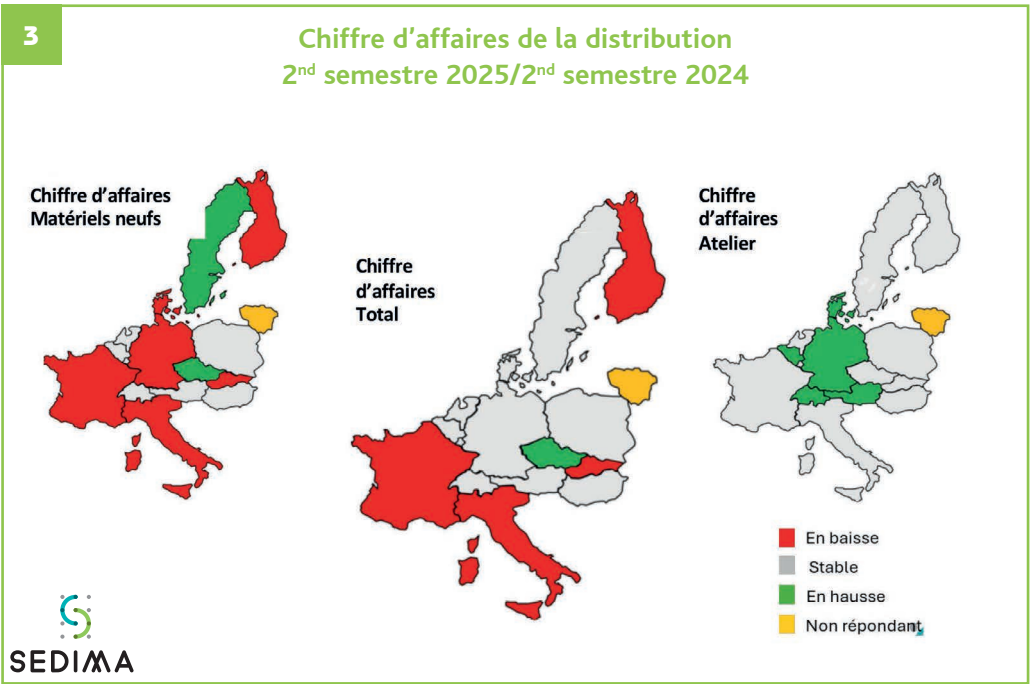 3
Chiffre d’affaires de la distribution
2nd semestre 2025/2nd semestre 2024
Chiffre d’affaires
Matériels neufs
Chiffre
d’affaires
Total
Chiffre
d’affaires
Atelier
En baisse
Stable
En hausse
Non répondant
SEDIMA